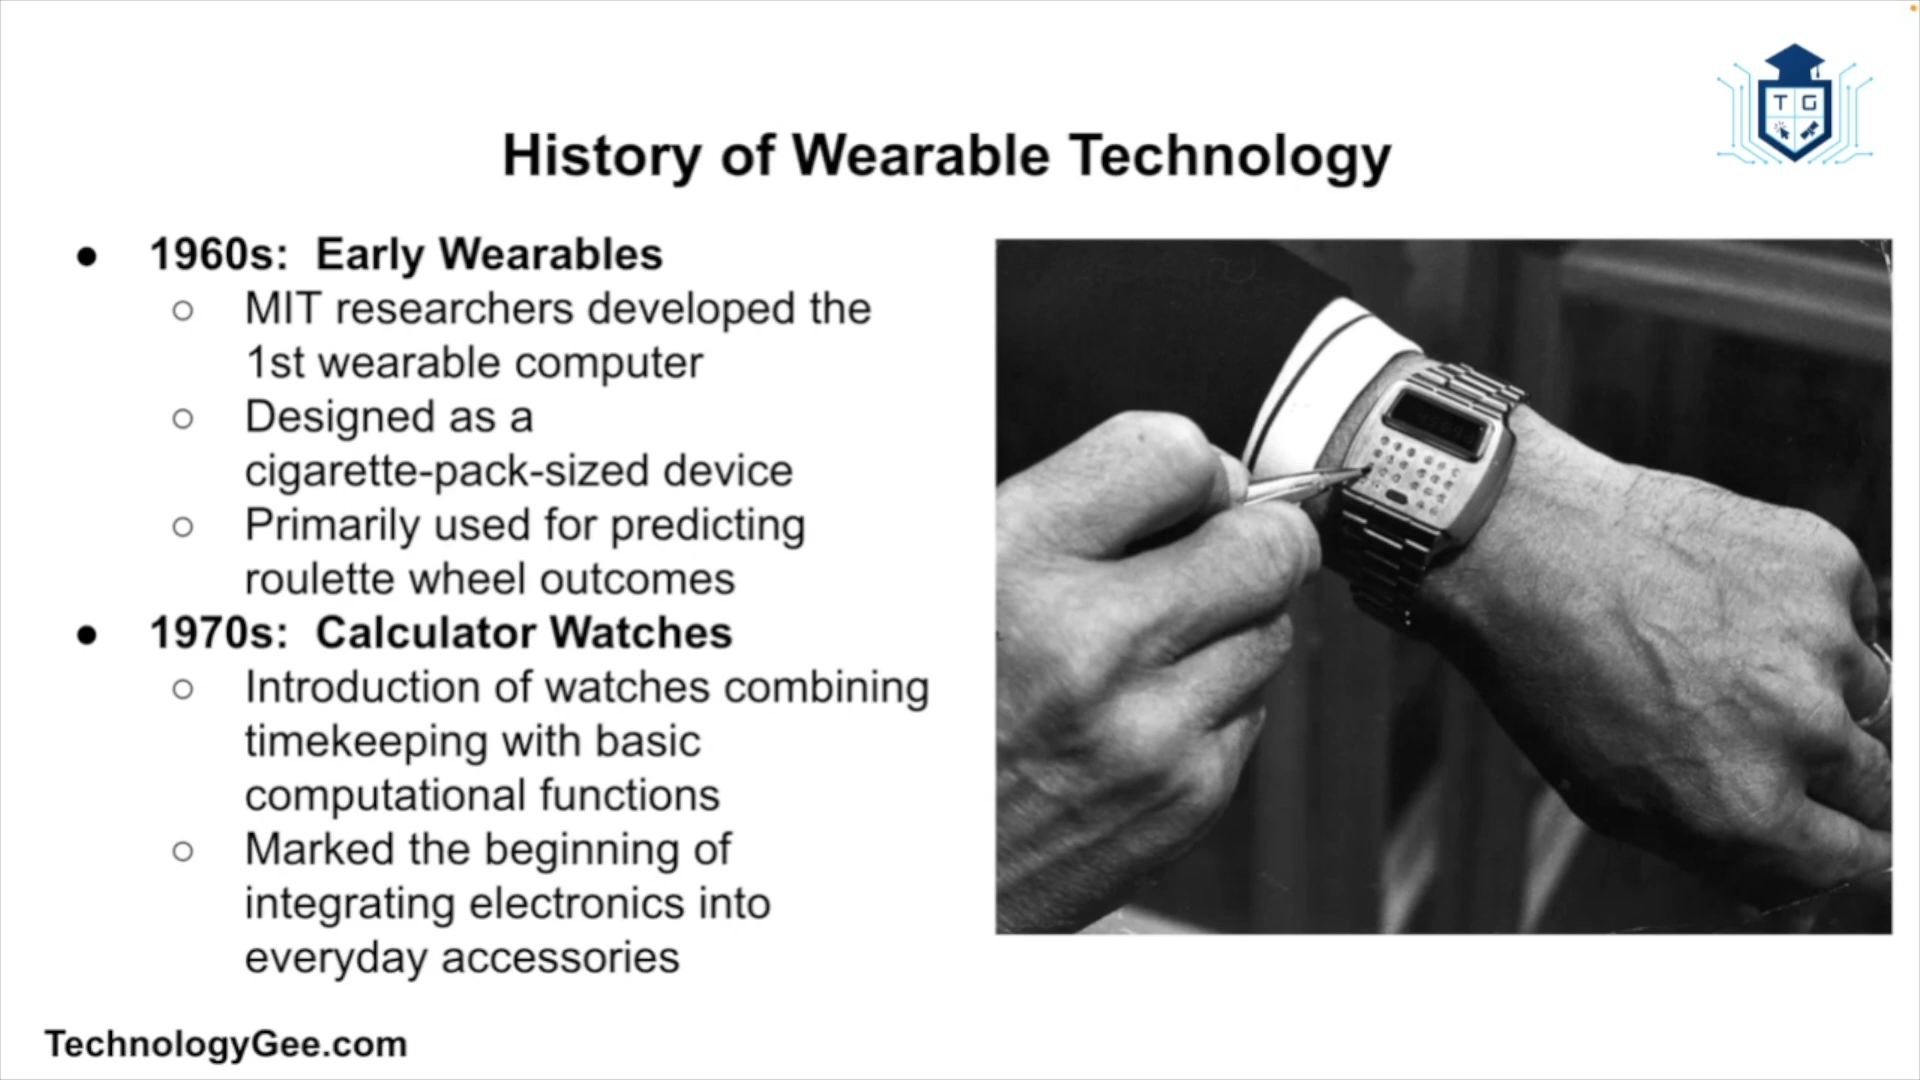 T G
History of Wearable Technology
● 1960s: Early Wearables
○ MIT researchers developed the
1st wearable computer
○ Designed as a
cigarette-pack-sized device
○ Primarily used for predicting
roulette wheel outcomes
● 1970s: Calculator Watches
○ Introduction of watches combining
timekeeping with basic
computational functions
○ Marked the beginning of
integrating electronics into
everyday accessories
TechnologyGee.com